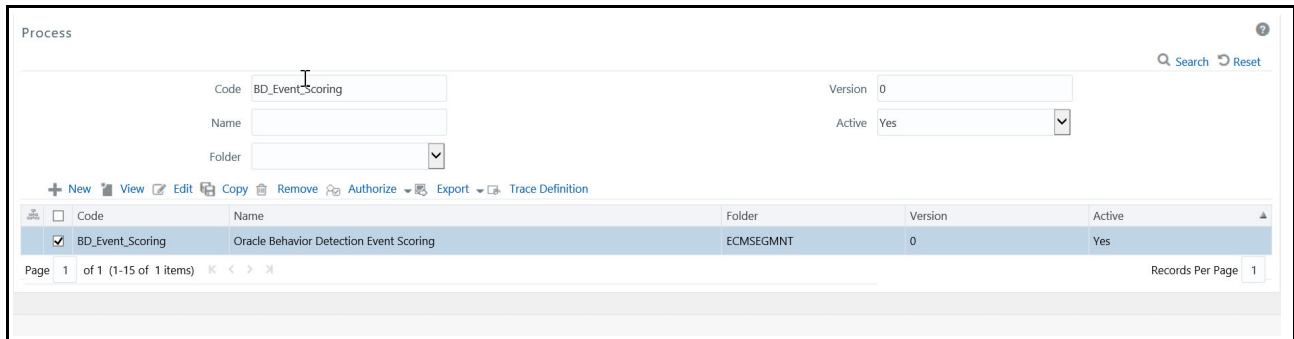 Process
?
Search Reset
Code BD_Event_Scoring Version 0
Name Active Yes
Folder
New View Edit Copy Remove Authorize Export Trace Definition
Code Name Folder Version Active
BD_Event_Scoring Oracle Behavior Detection Event Scoring ECMSEGMNT 0 Yes
Page 1 of 1 (1-15 of 1 items) Records Per Page 1